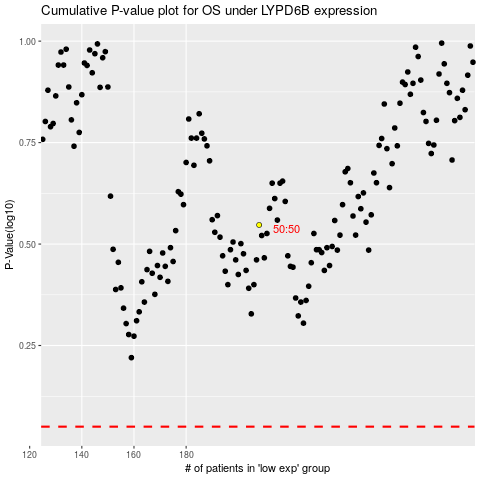 Cumulative P-value plot for OS under LYPD6B expression
P-Value(log10)
1.00
0.75
0.50
0.25
50:50
120 140 160 180
# of patients in 'low exp' group